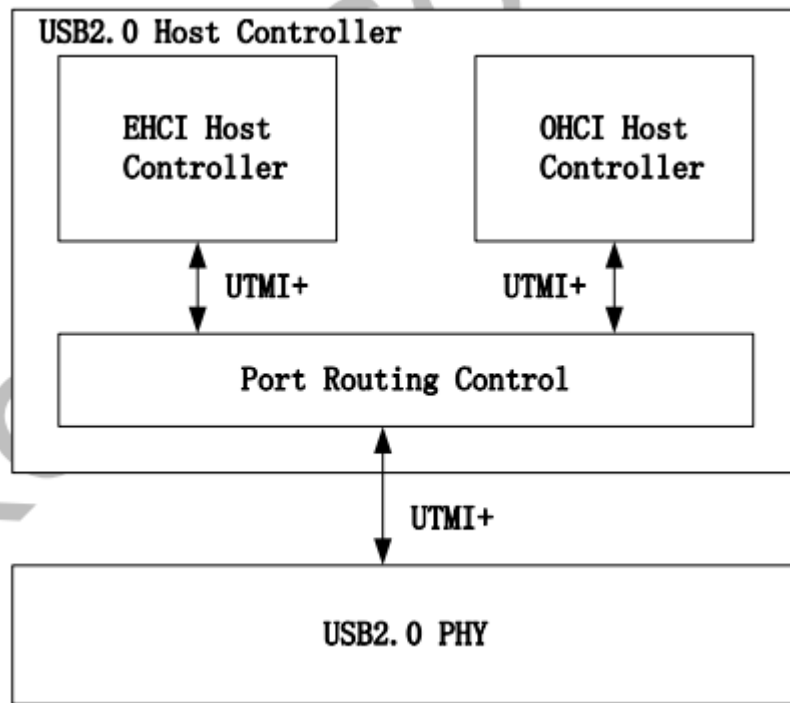 USB2.0 Host Controller
EHCI Host
Controller
OHCI Host
Controller
UTMI+
UTMI+
Port Routing Control
UTMI+
USB2.0 PHY